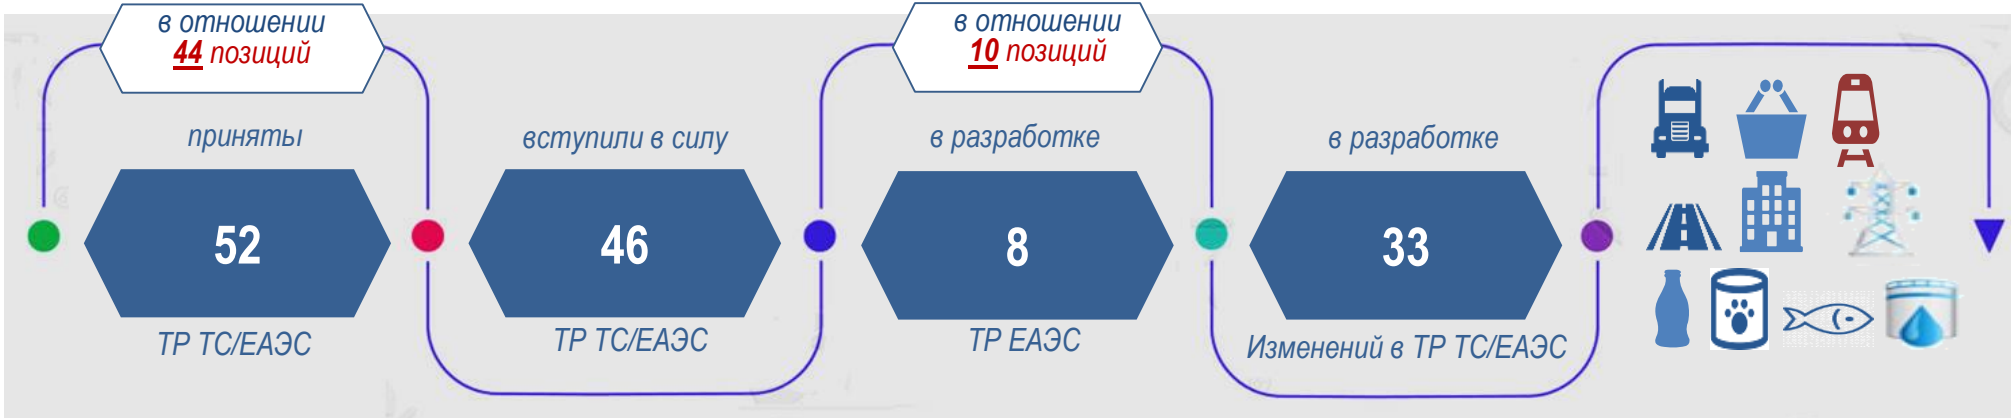 в отношении
44 позиций
приняты
52
ТР ТС/ЕАЭС
вступили в силу
46
ТР ТС/ЕАЭС
в отношении
10 позиций
в разработке
8
ТР ЕАЭС
в разработке
33
Изменений в ТР ТС/ЕАЭС